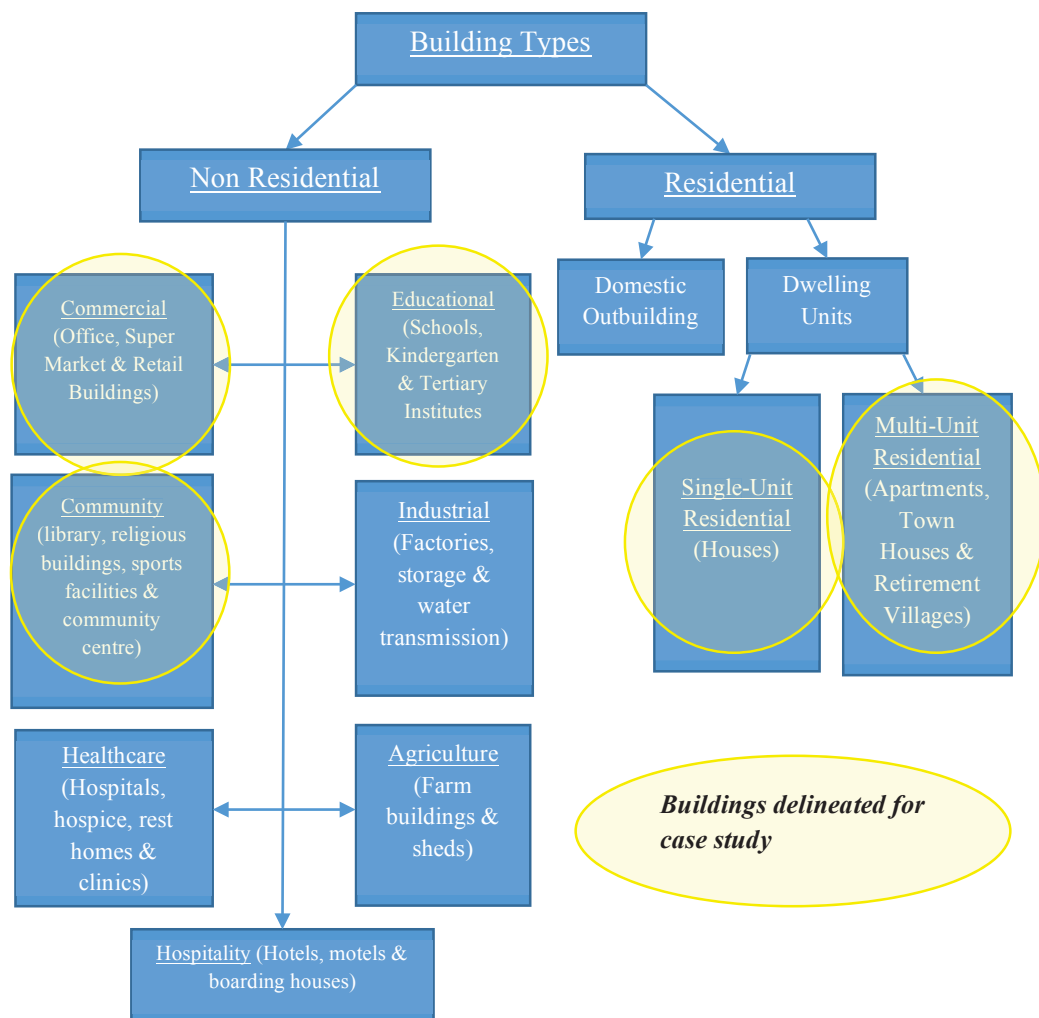 Building Types
Non Residential
Residential
Commercial
(Office, Super
Market & Retail
Buildings)
Educational
(Schools,
Kindergarten
& Tertiary
Institutes
Domestic
Outbuilding
Dwelling
Units
Community
(library, religious
buildings, sports
facilities &
community
centre)
Industrial
(Factories,
storage &
water
transmission)
Single-Unit
Residential
(Houses)
Multi-Unit
Residential
(Apartments,
Town
Houses &
Retirement
Villages)
Healthcare
(Hospitals,
hospice, rest
homes &
clinics)
Agriculture
(Farm
buildings &
sheds)
Hospitality (Hotels, motels &
boarding houses)
Buildings delineated for
case study